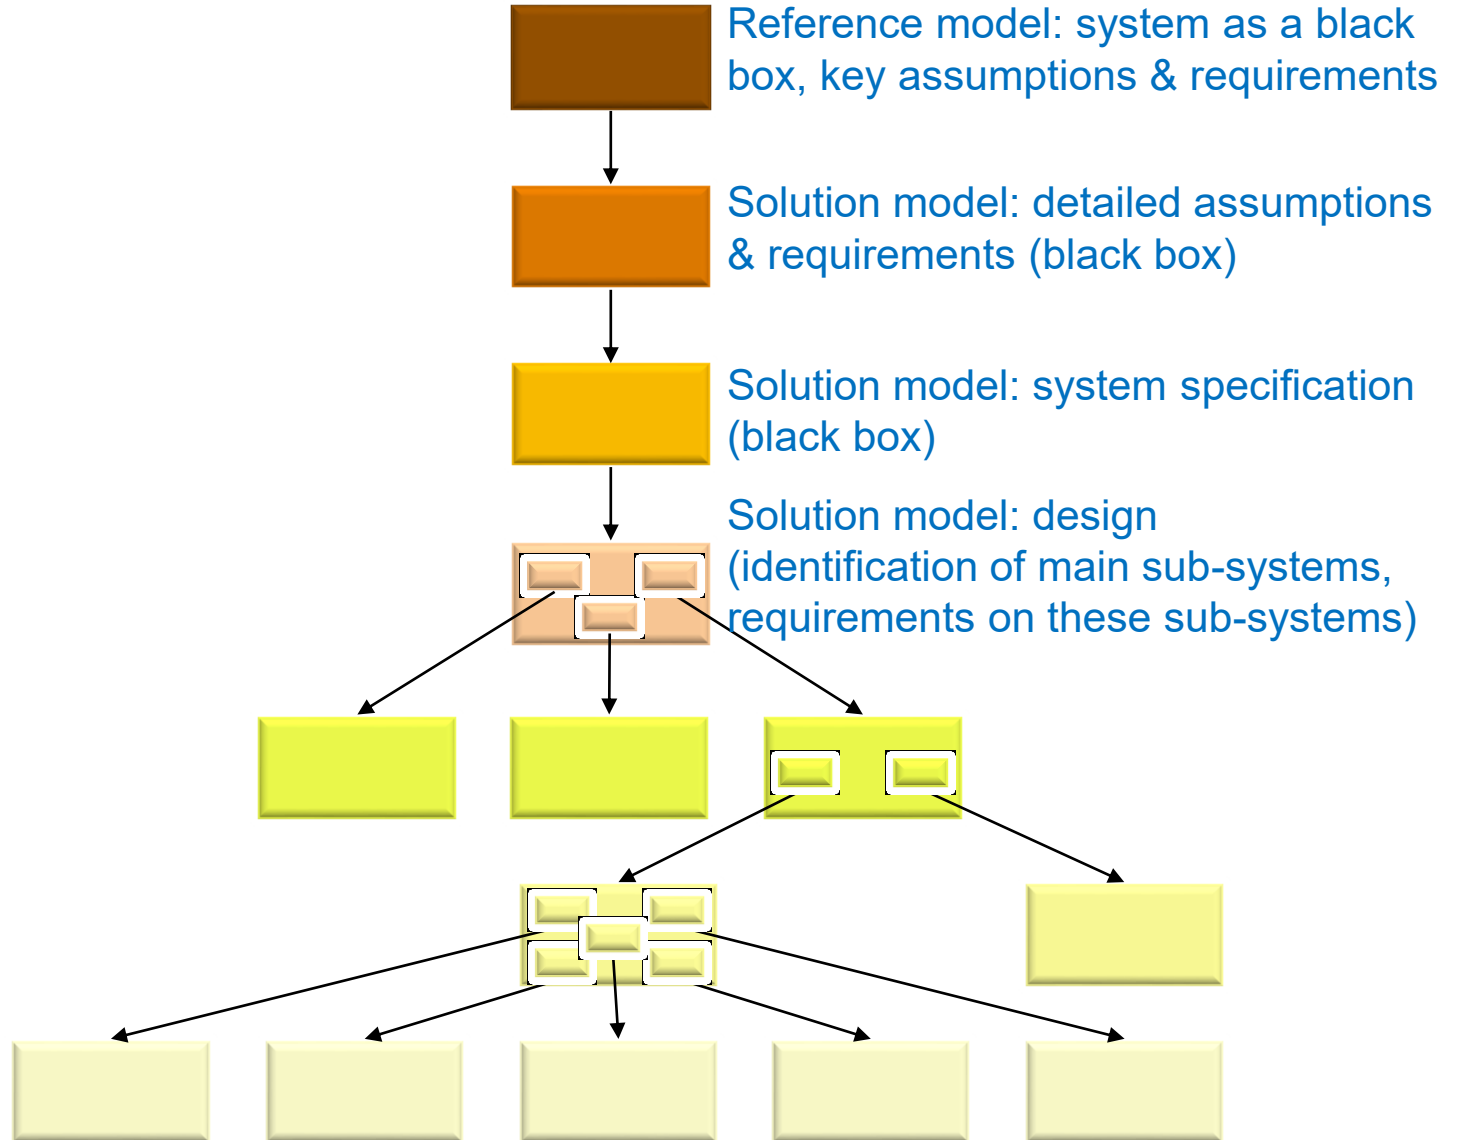 Reference model: system as a black
box, key assumptions & requirements
Solution model: detailed assumptions
& requirements (black box)
Solution model: system specification
(black box)
Solution model: design
(identification of main sub-systems,
requirements on these sub-systems)